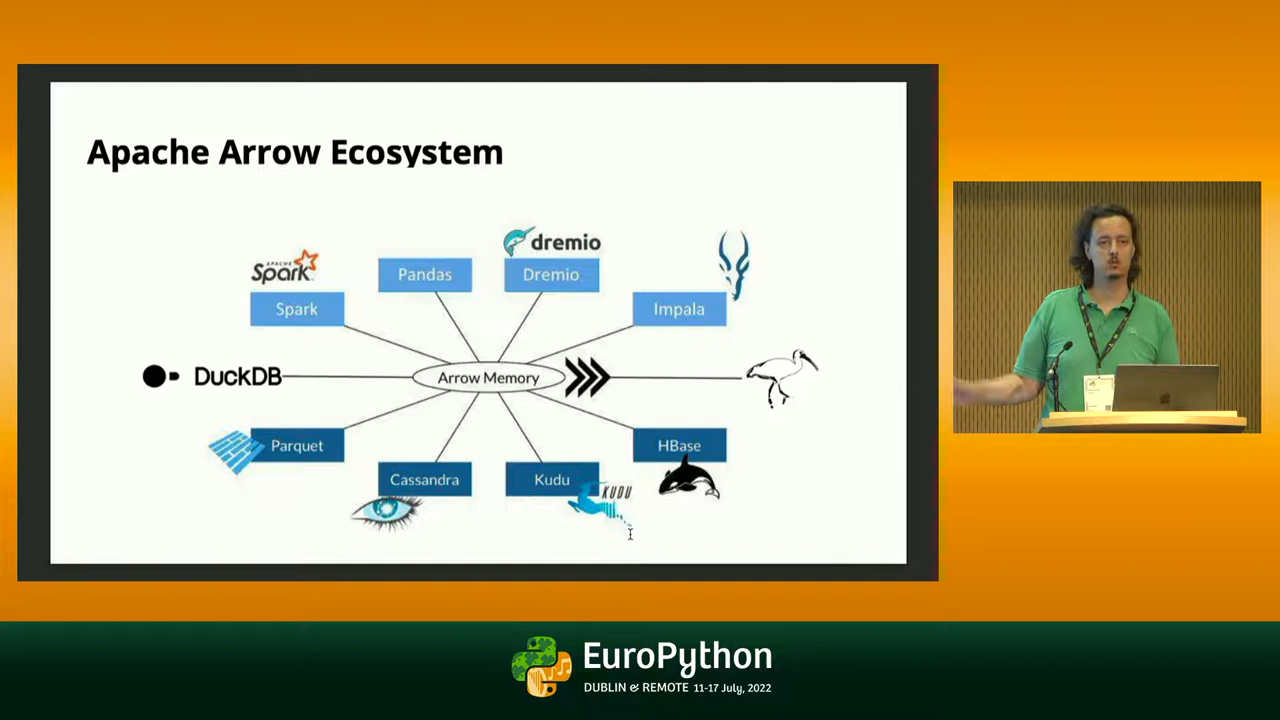 Apache Arrow Ecosystem
dremio
APACHE
Spark
Pandas
Dremio
Spark
Impala
DuckDB
Arrow Memory
Parquet
HBase
Cassandra
Kudu
KUDU
EuroPython
DUBLIN & REMOTE 11-17 July, 2022